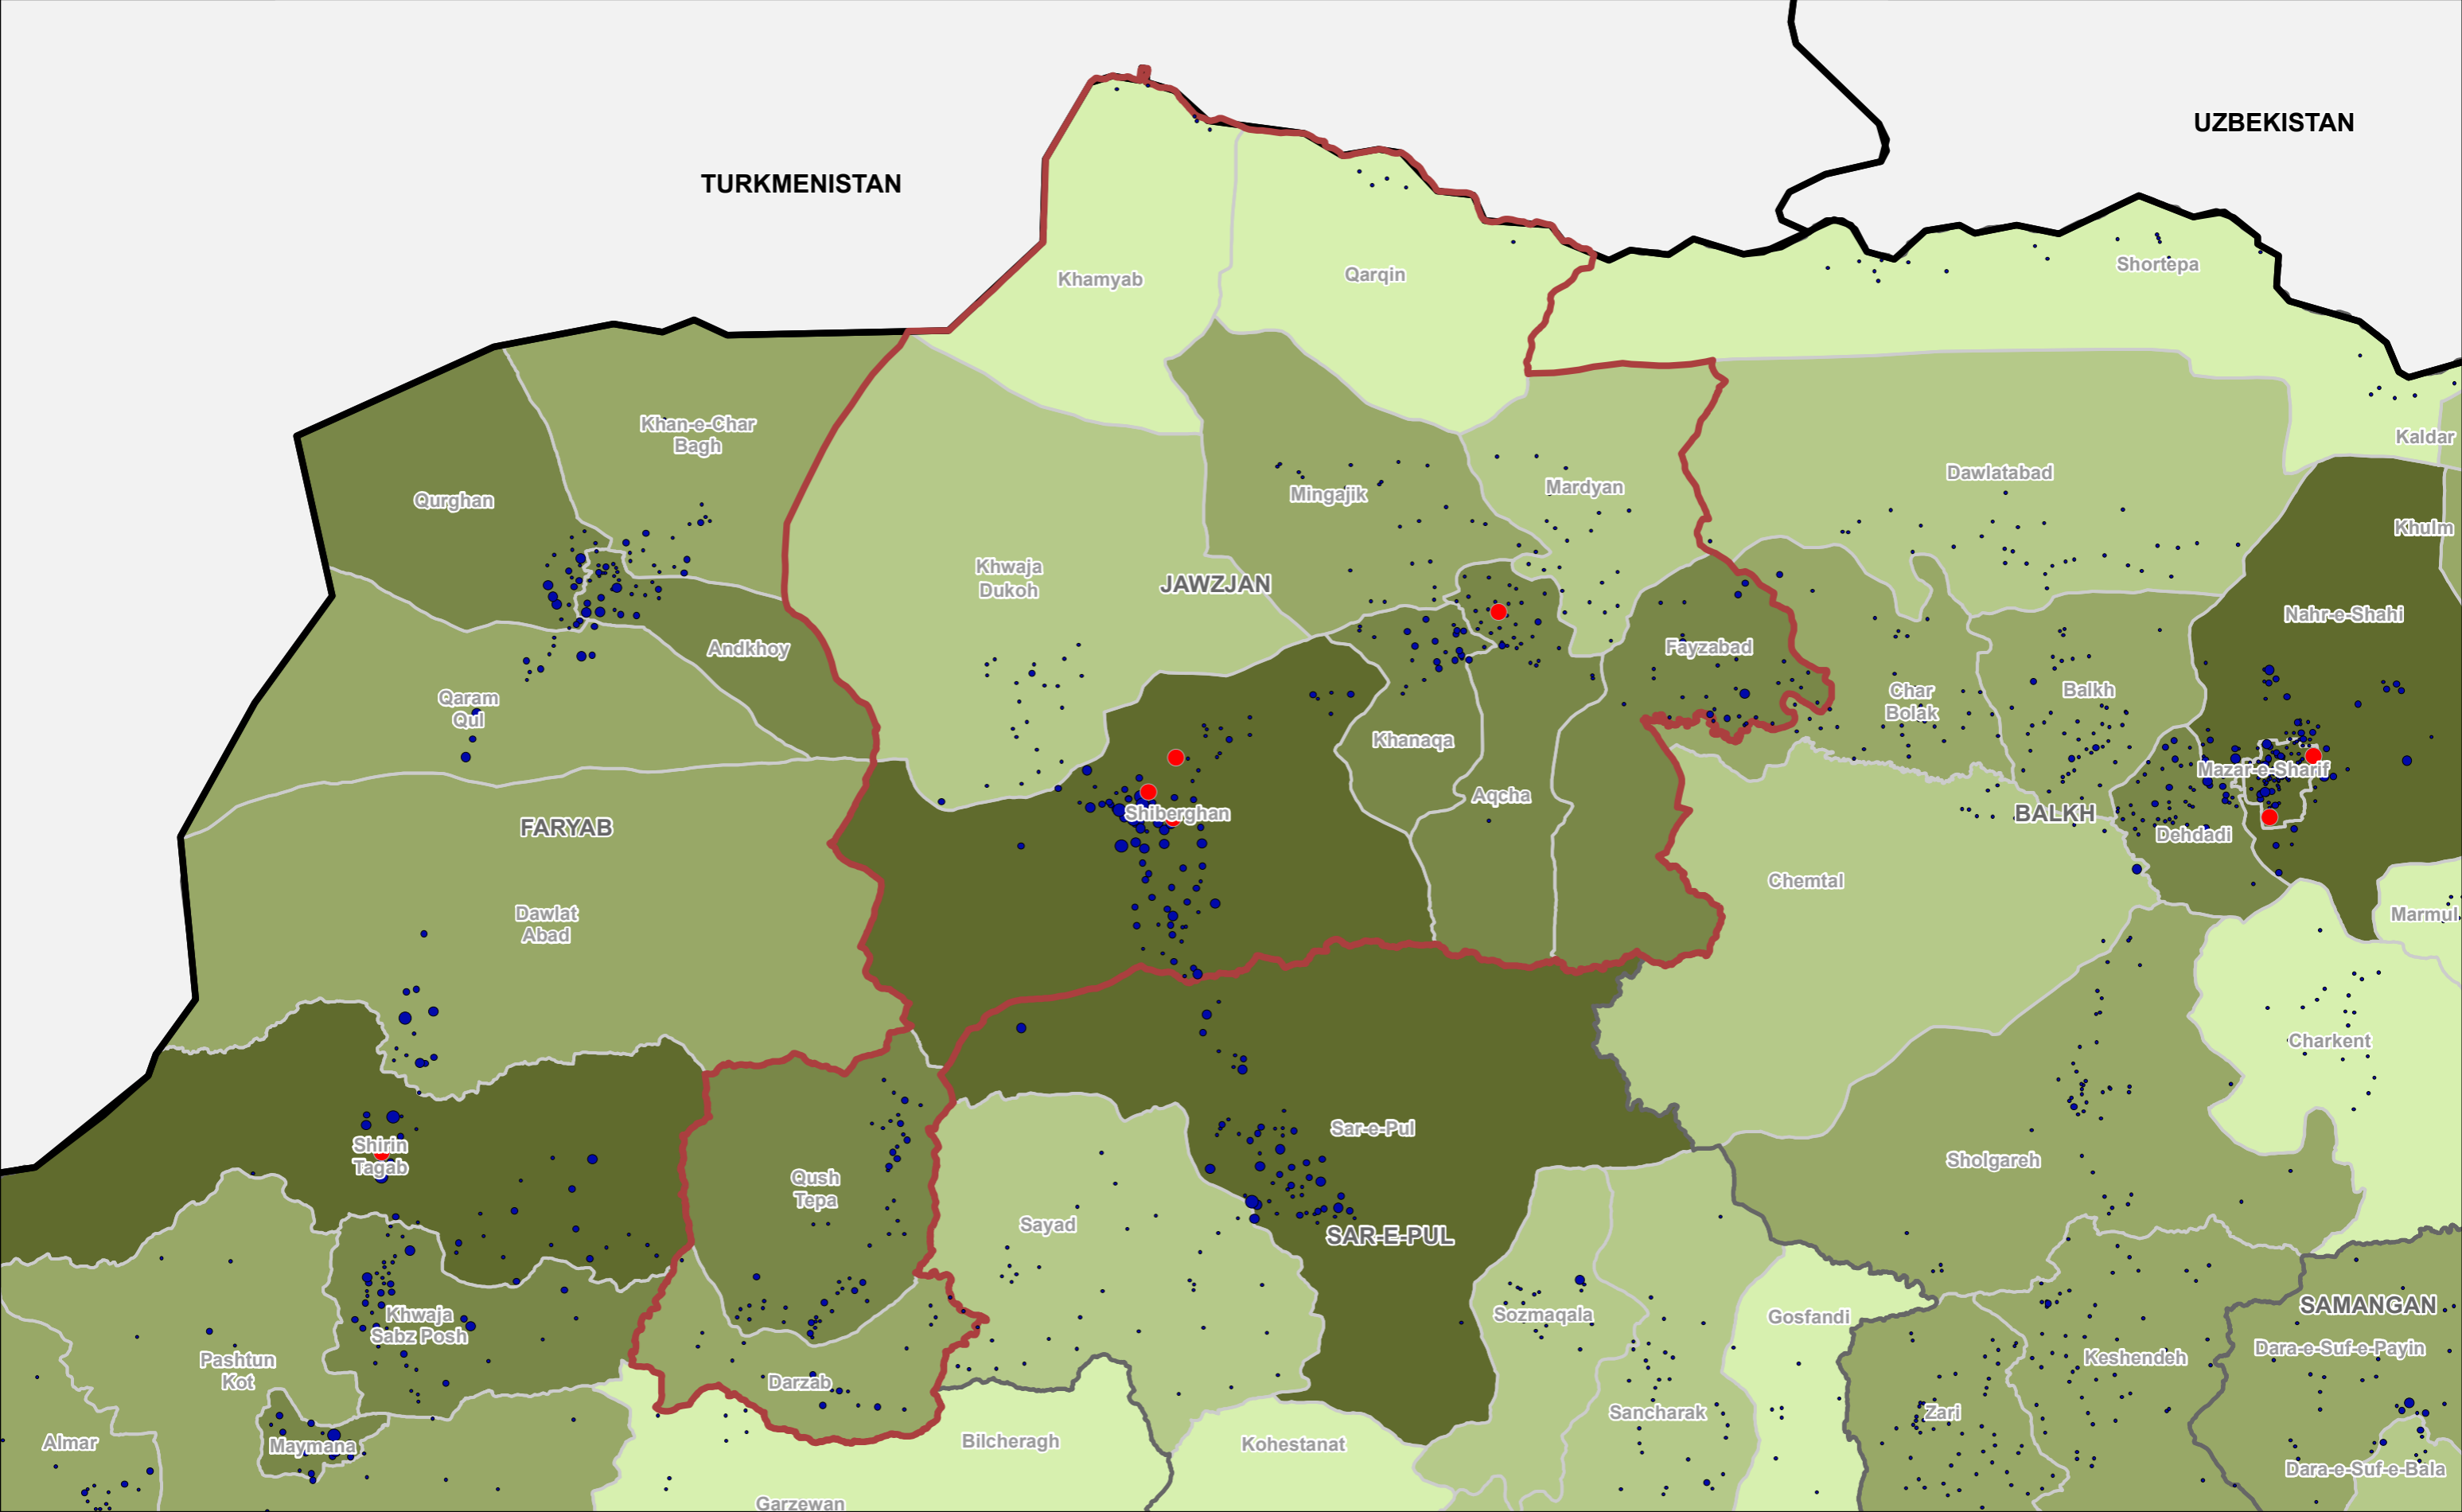 UZBEKISTAN
TURKMENISTAN
Shortepa
Khamyab
Qarqin
Khan-e-Char
Bagh
Kaldar
Dawlatabad
Qurghan
Mingajik
Mardyan
Khulm
Khwaja
Dukoh
JAWZJAN
Nahr-e-Shahi
Andkhoy
Fayzabad
Qaram
Qul
Char
Bolak
Balkh
Khanaqa
Mazar-e-Sharif
Aqcha
Shiberghan
BALKH
FARYAB
Dehdadi
Chemtal
Dawlat
Abad
Marmul
Charkent
Sar-e-Pul
Shirin
Tagab
Sholgareh
Qush
Tepa
Sayad
SAR-E-PUL
SAMANGAN
Khwaja
Sabz Posh
Sozmaqala
Gosfandi
Dara-e-Suf-e-Payin
Keshendeh
Pashtun
Kot
Darzab
Sancharak
Zari
Almar
Maymana
Bilcheragh
Kohestanat
Dara-e-Suf-e-Bala
Garzewan